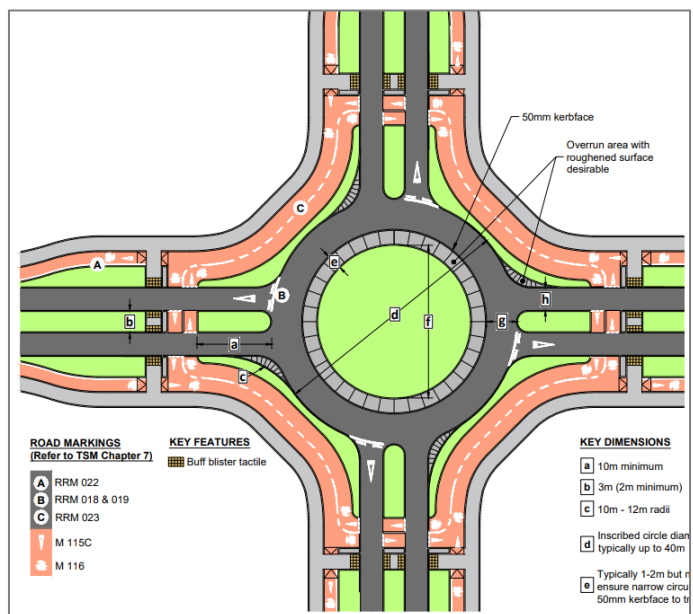 50mm kerbface
Overrun area with
roughened surface
desirable
C
A
e
B
h
d
f
b
g
a
c
ROAD MARKINGS
(Refer to TSM Chapter 7)
A RRM 022
B RRM 018 & 019
C RRM 023
M 115C
M 116
KEY FEATURES
Buff blister tactile
KEY DIMENSIONS
a 10m minimum
b 3m (2m minimum)
c 10m - 12m radii
d Inscribed circle diam
typically up to 40m
e Typically 1-2m but
ensure narrow circu
50mm kerbface to tr